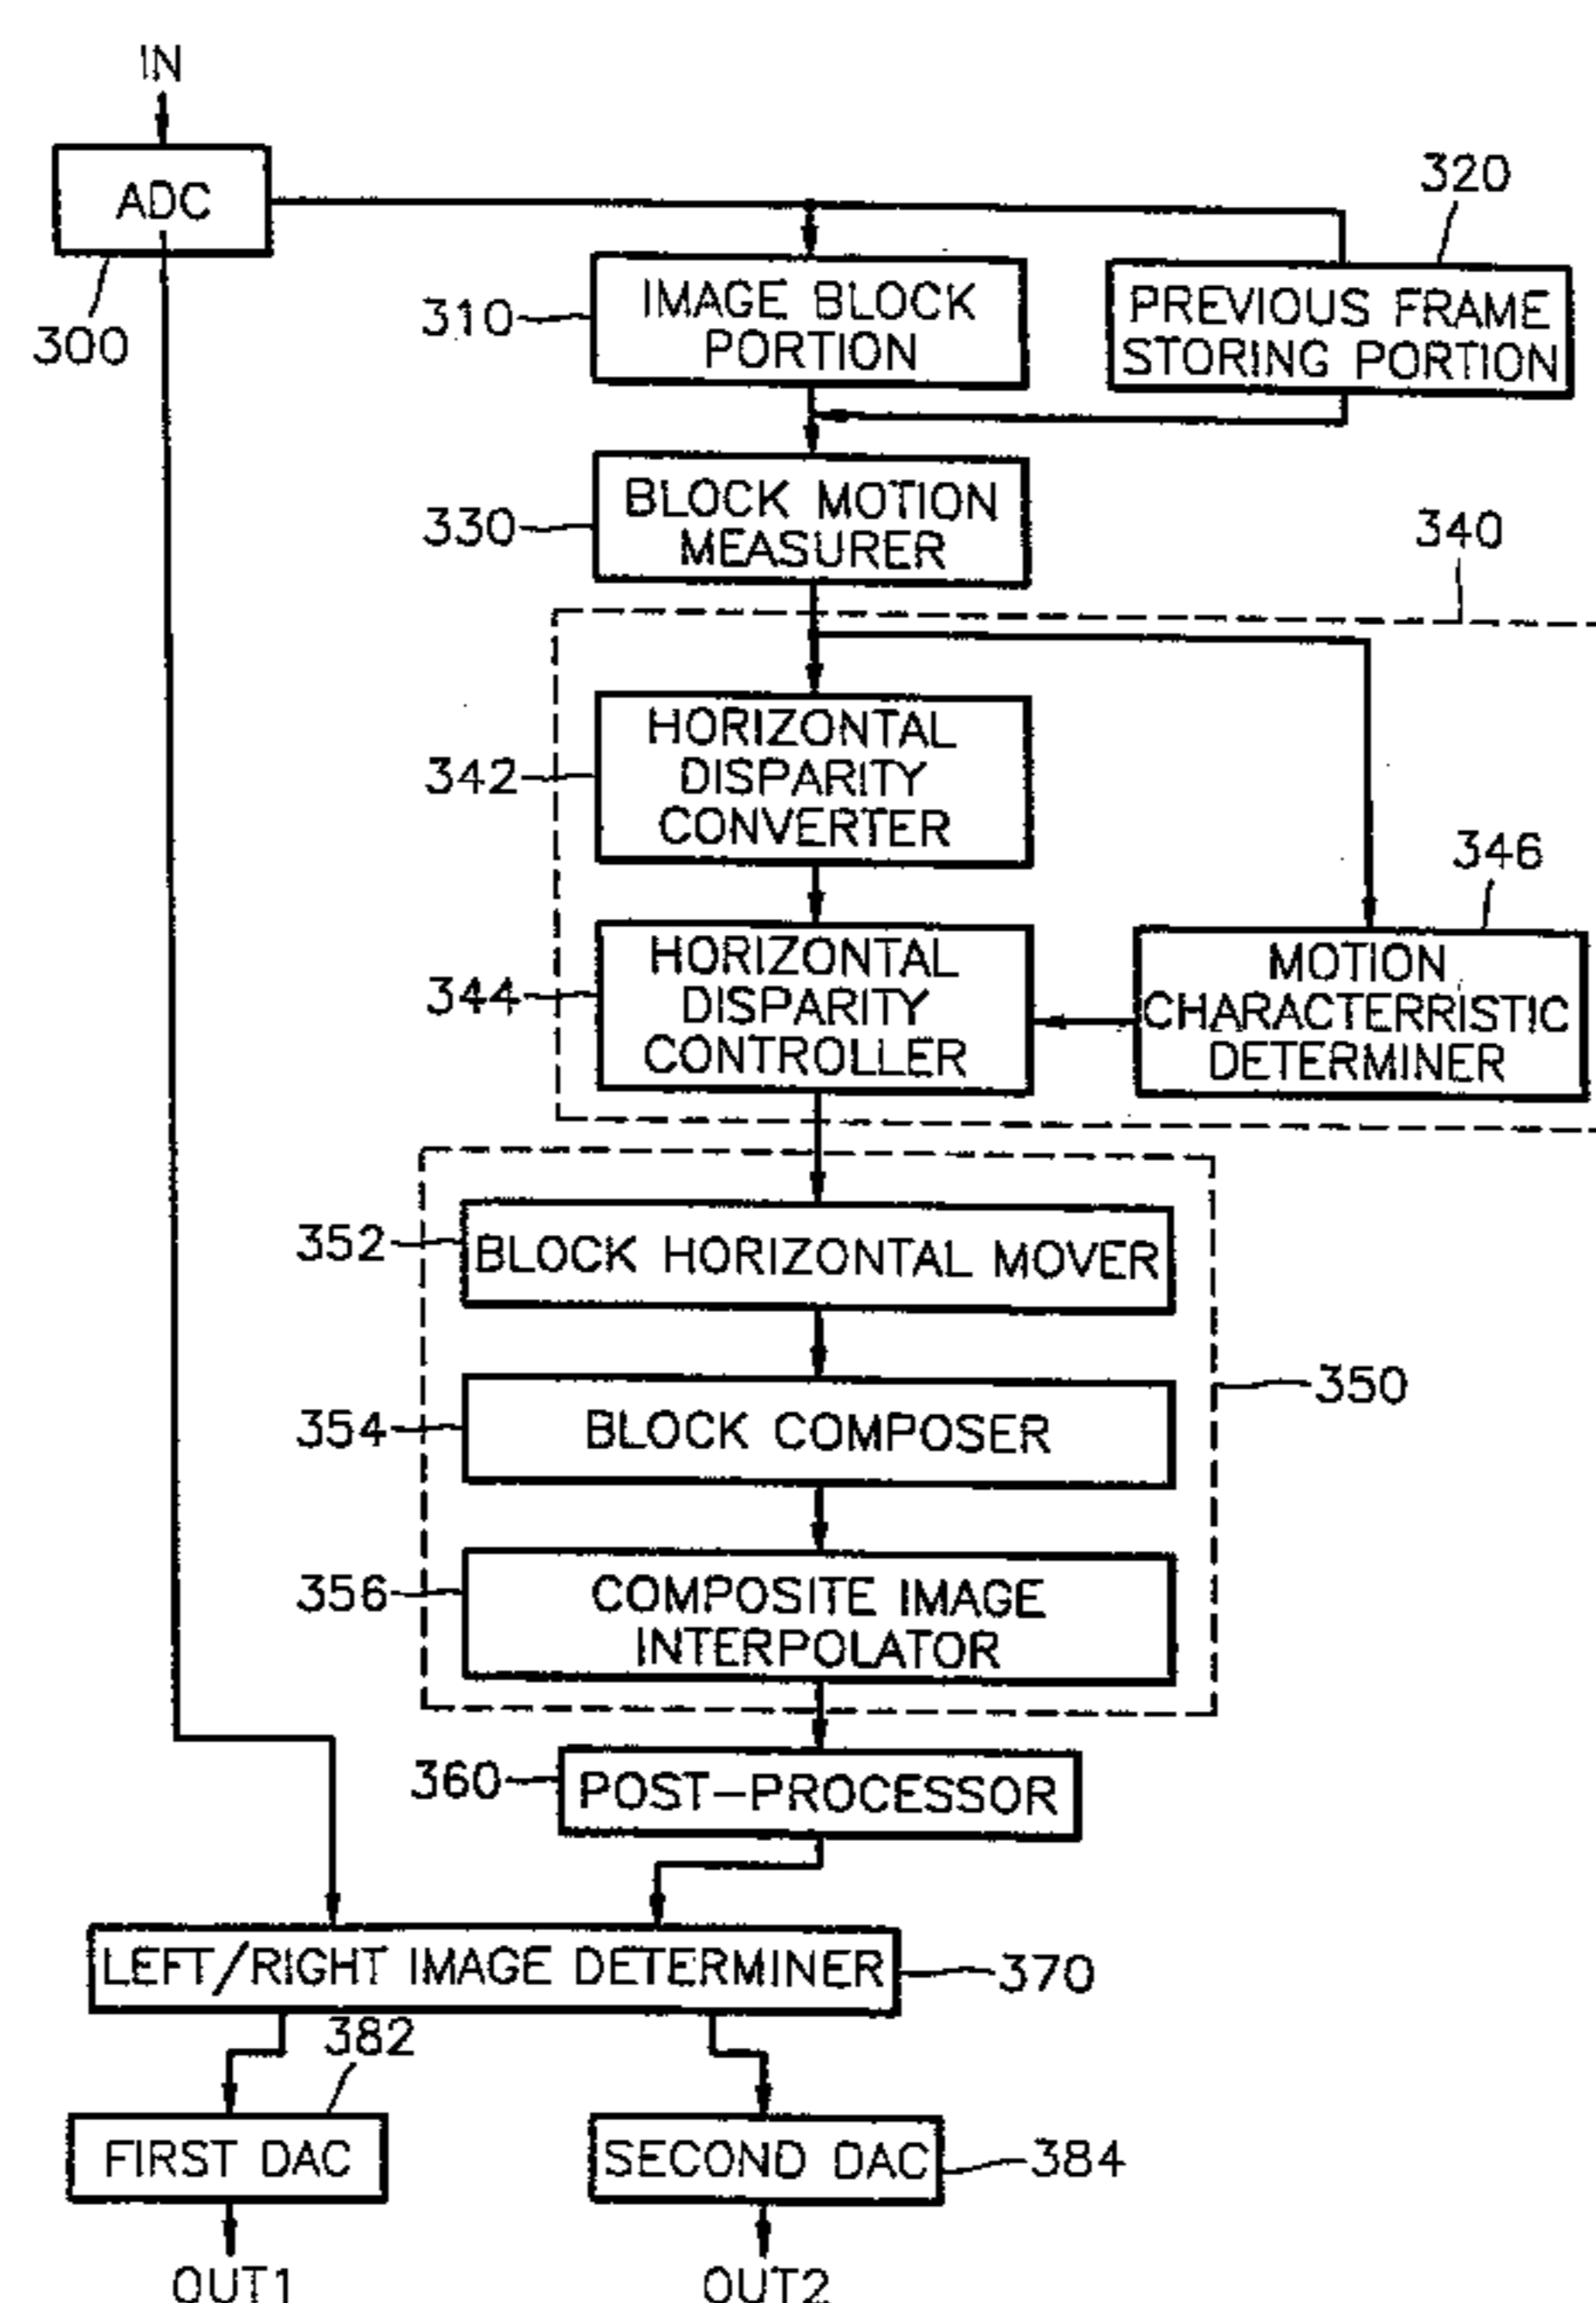 IN
ADC
300
320
310
IMAGE BLOCK
PORTION
PREVIOUS FRAME
STORING PORTION
330
BLOCK MOTION
MEASURER
340
342
HORIZONTAL
DISPARITY
CONVERTER
346
344
HORIZONTAL
DISPARITY
CONTROLLER
MOTION
CHARACTERRISTIC
DETERMINER
352
BLOCK HORIZONTAL MOVER
350
354
BLOCK COMPOSER
356
COMPOSITE IMAGE
INTERPOLATOR
360
POST-PROCESSOR
LEFT/RIGHT IMAGE DETERMINER
370
382
FIRST DAC
SECOND DAC
384
OUT1
OUT2